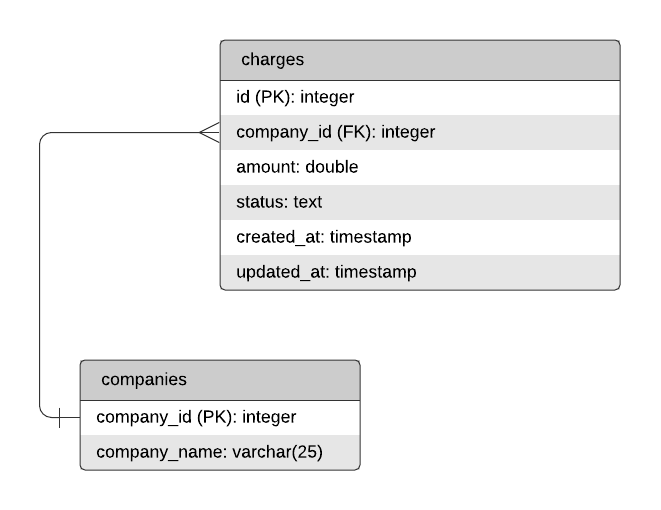 charges
id (PK): integer
company_id (FK): integer
amount: double
status: text
created_at: timestamp
updated_at: timestamp
companies
company_id (PK): integer
company_name: varchar(25)